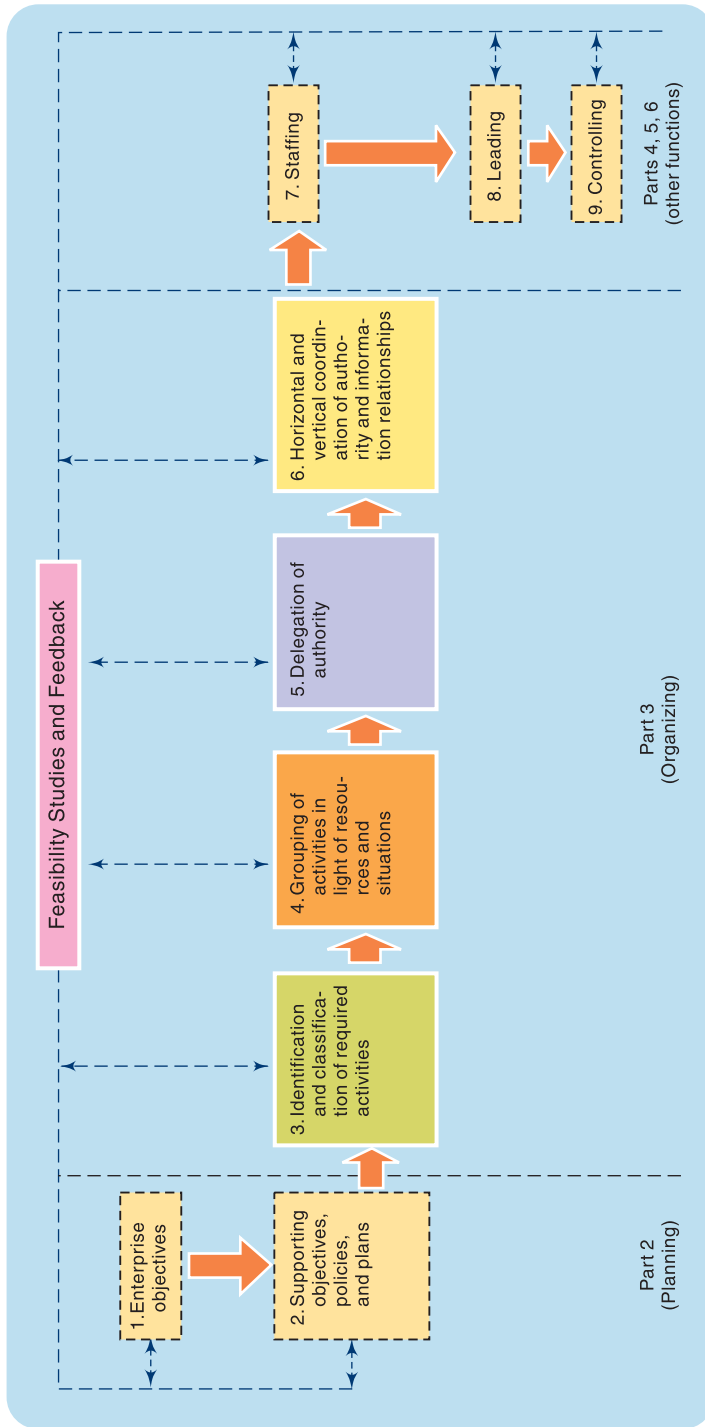 Feasibility Studies and Feedback
1. Enterprise
objectives
2. Supporting
objectives,
policies,
and plans
3. Identification
and classifica-
tion of required
activities
4. Grouping of
activities in
light of resou-
rces and
situations
5. Delegation of
authority
6. Horizontal and
vertical coordin-
ation of autho-
rity and informa-
tion relationships
7. Staffing
8. Leading
9. Controlling
Part 2
(Planning)
Part 3
(Organizing)
Parts 4, 5, 6
(other functions)